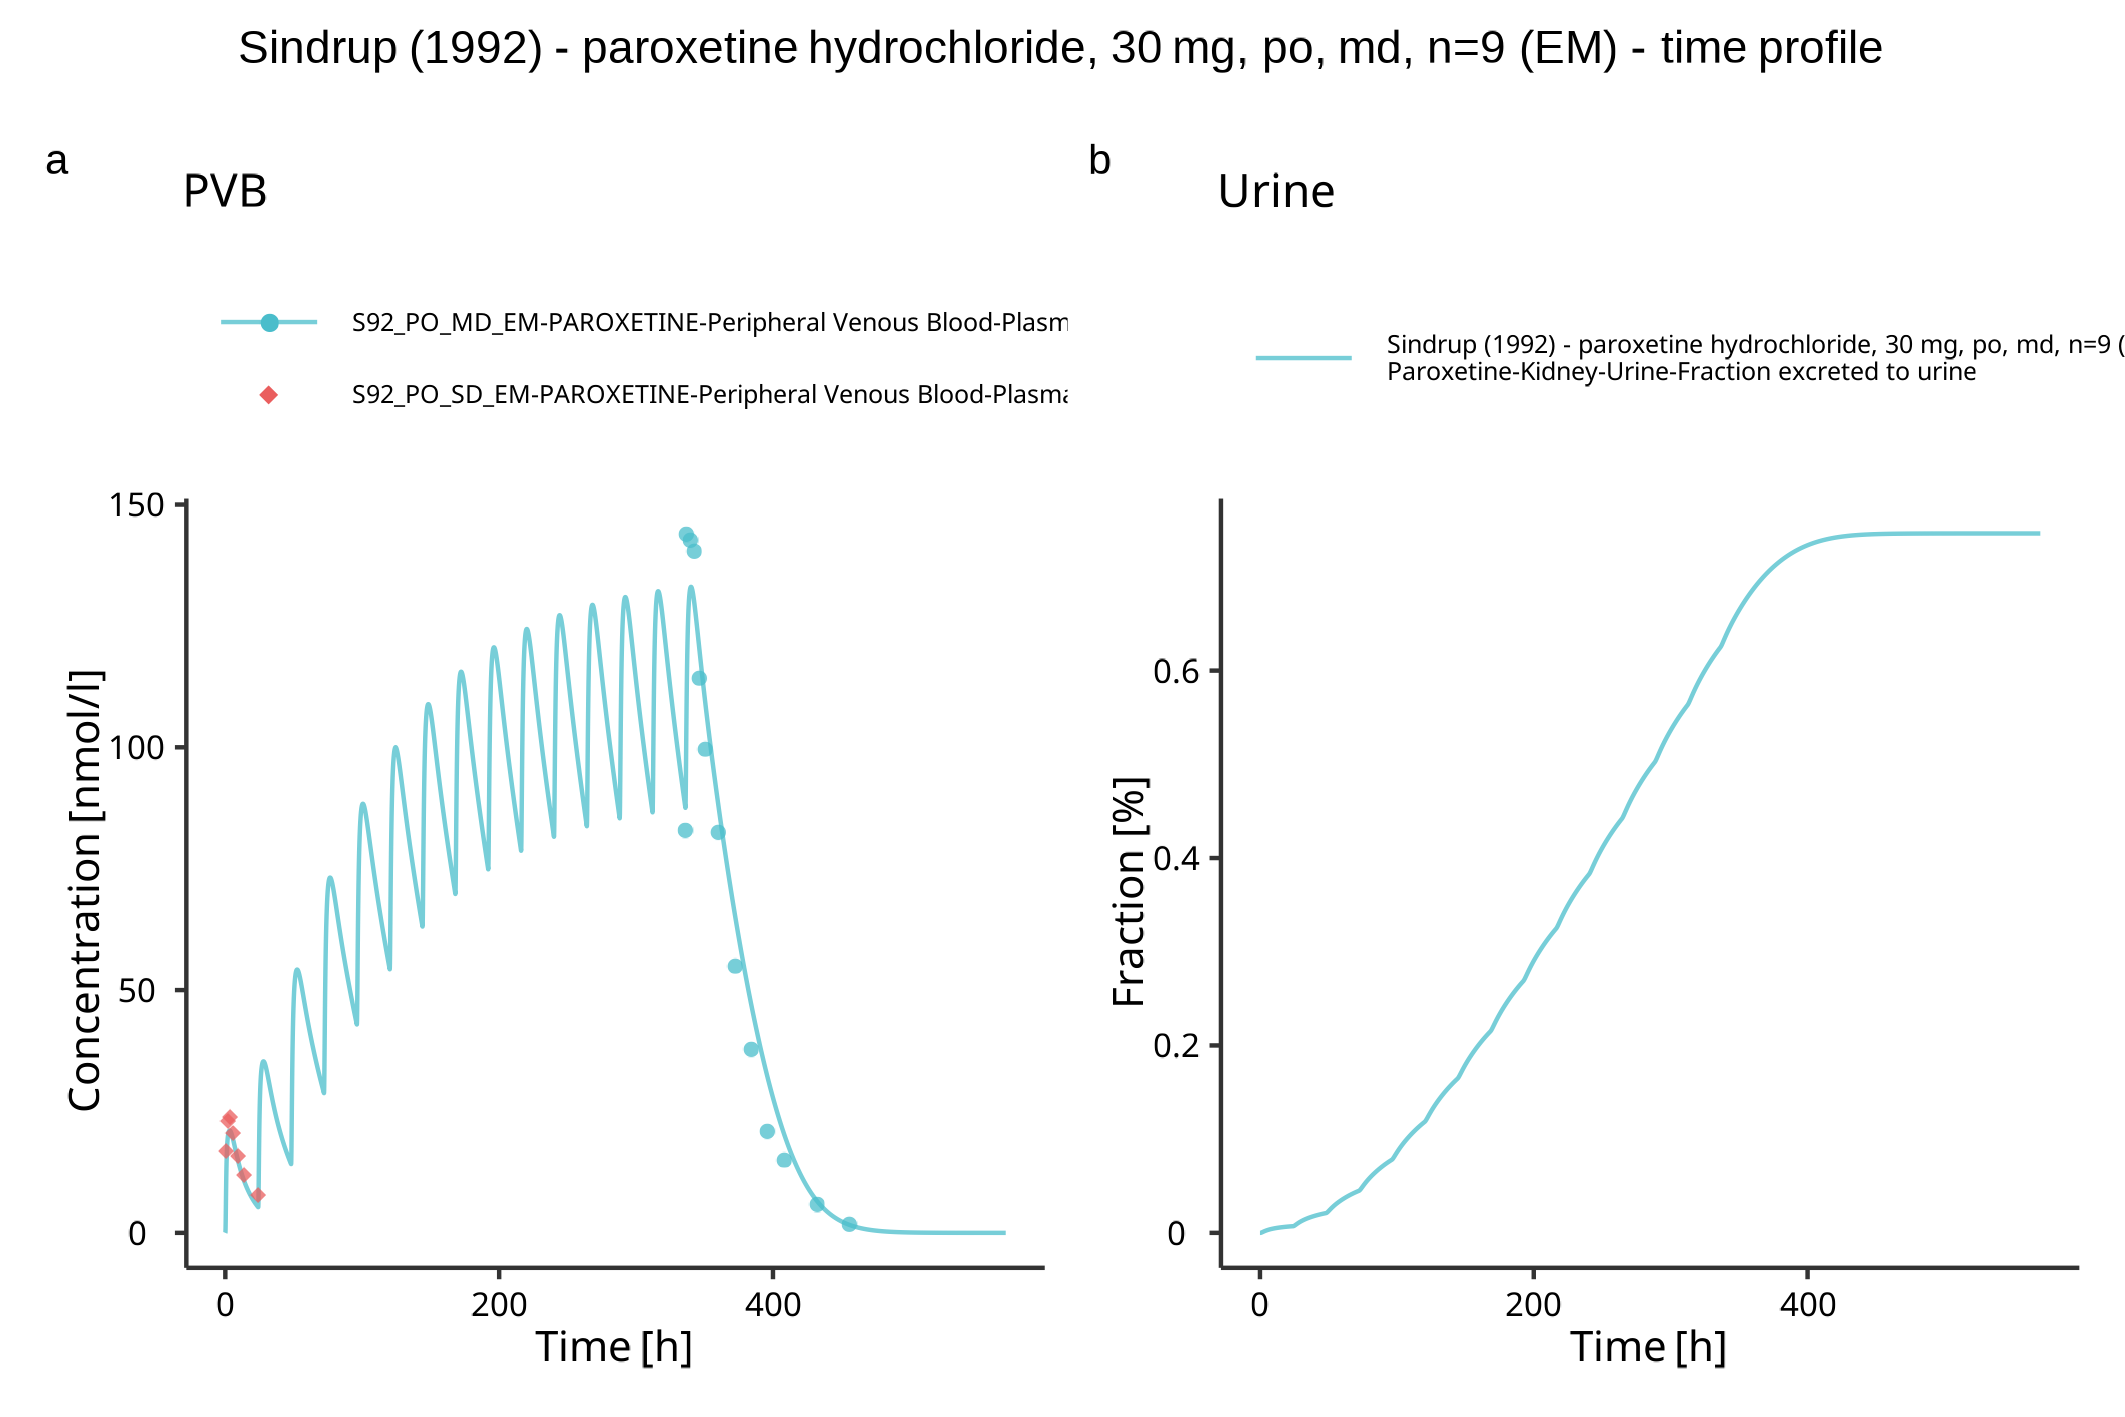 Sindrup (1992) - paroxetine hydrochloride, 30 mg, po, md, n=9 (EM) - time profile
a
PVB
S92_PO_MD_EM-PAROXETINE-Peripheral Venous Blood-Plasm
S92_PO_SD_EM-PAROXETINE-Peripheral Venous Blood-Plasma
150
100
50
0
Concentration [nmol/l]
0 200 400
Time [h]
b
Urine
Sindrup (1992) - paroxetine hydrochloride, 30 mg, po, md, n=9 (
Paroxetine-Kidney-Urine-Fraction excreted to urine
0.6
0.4
0.2
0
Fraction [%]
0 200 400
Time [h]